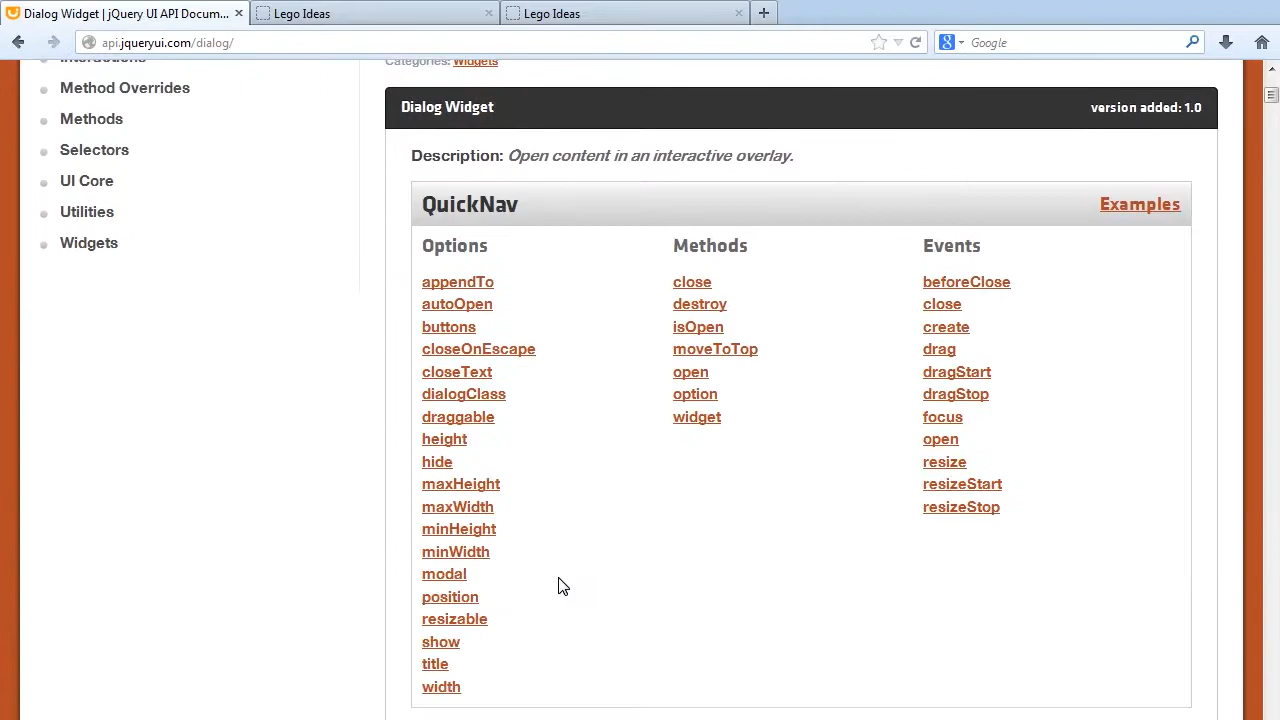 Dialog Widget | jQuery UI API Docum...
Lego Ideas
Lego Ideas
api.jqueryui.com/dialog/
Google
Interactions
Method Overrides
Methods
Selectors
UI Core
Utilities
Widgets
Categories: Widgets
Dialog Widget
version added: 1.0
Description: Open content in an interactive overlay.
QuickNav
Examples
Options
appendTo
autoOpen
buttons
closeOnEscape
closeText
dialogClass
draggable
height
hide
maxHeight
maxWidth
minHeight
minWidth
modal
position
resizable
show
title
width
Methods
close
destroy
isOpen
moveToTop
open
option
widget
Events
beforeClose
close
create
drag
dragStart
dragStop
focus
open
resize
resizeStart
resizeStop